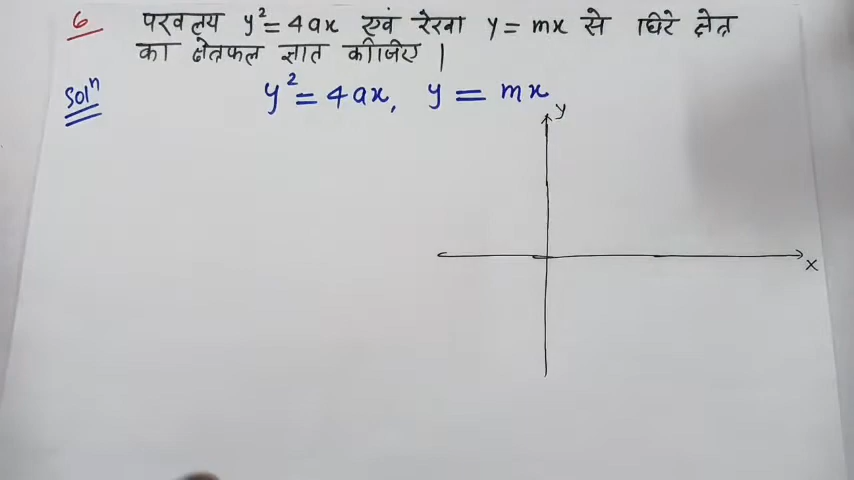 6 परवलय y² = 4ax एवं रेखा y = mx से घिरे क्षेत्र
का क्षेत्रफल ज्ञात कीजिए |
Solⁿ y² = 4ax, y = mx
y
x